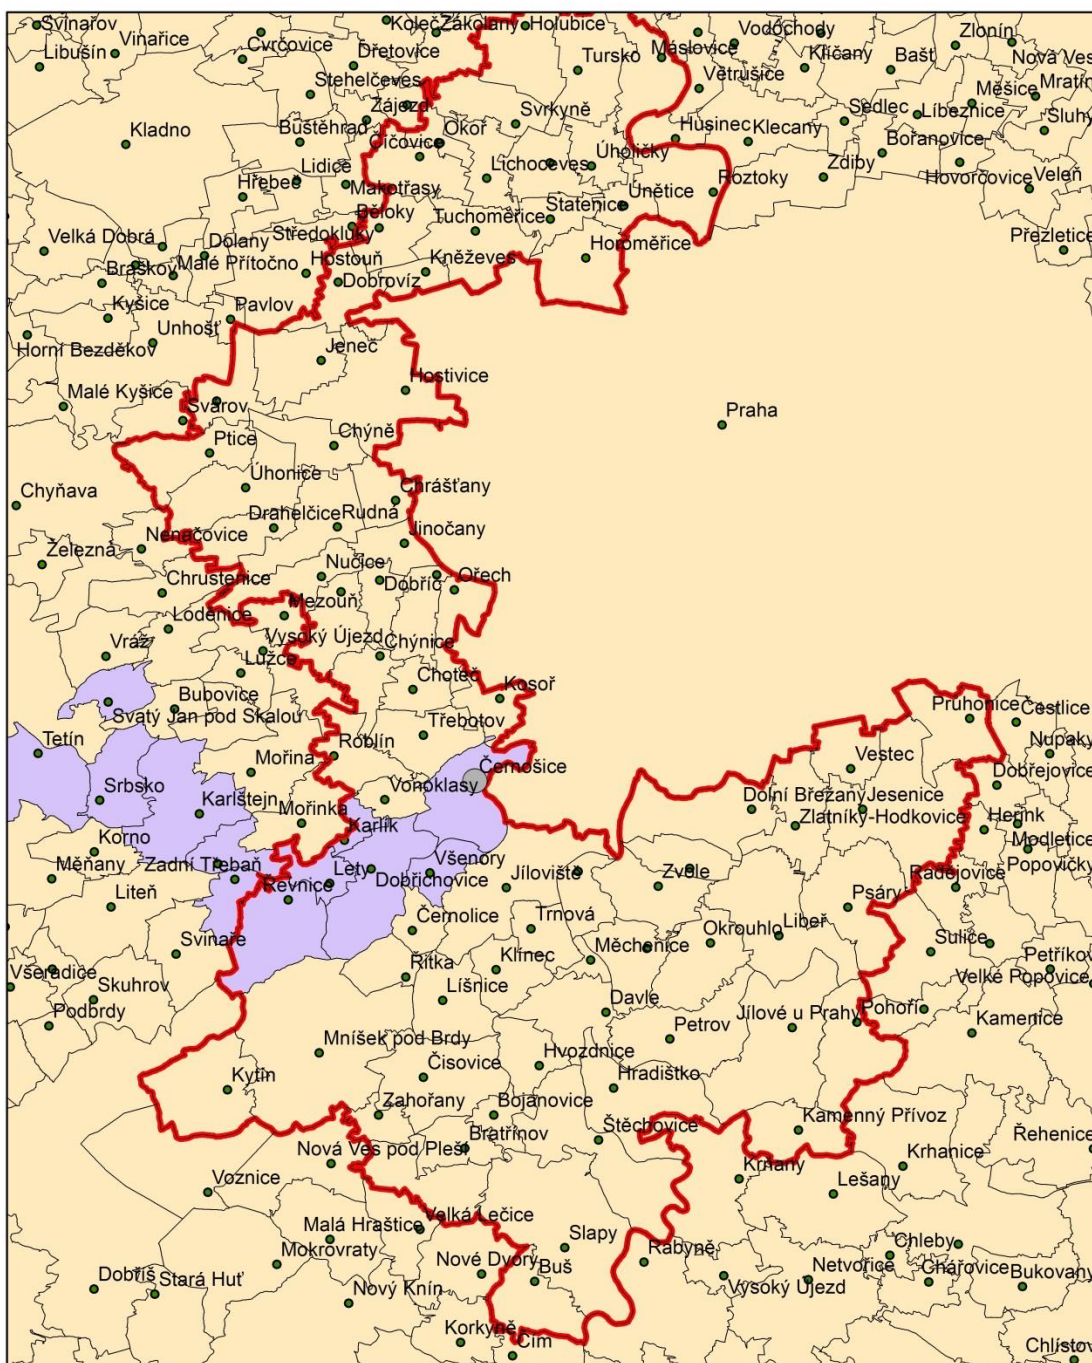 Svinařov
Vinařice
Libušín
Cvrčovice
Koleč
Zákolany
Holubice
Dřetovice
Tursko
Máslovice
Vodochody
Zlonín
Klíčany
Bašť
Nová Ves
Větrušice
Měšice
Mratín
Stehelčeves
Zájezd
Svrkyně
Sedlec
Líbeznice
Sluhy
Kladno
Buštěhrad
Okoř
Husinec
Klecany
Bořanovice
Číčovice
Lidice
Lichoceves
Úholičky
Zdiby
Hovorčovice
Veleň
Hřebeč
Makotřasy
Únětice
Roztoky
Běloky
Tuchoměřice
Statenice
Přezletice
Velká Dobrá
Dolany
Středokluky
Horoměřice
Braškov
Malé Přítočno
Hostouň
Kněževes
Dobrovíz
Kyšice
Pavlov
Unhošť
Horní Bezděkov
Jeneč
Malé Kyšice
Hostivice
Svárov
Praha
Ptice
Chýně
Úhonice
Chyňava
Chrášťany
Drahelčice
Rudná
Nenačovice
Jinočany
Železná
Nučice
Chrustenice
Dobříč
Ořech
Mezouň
Loděnice
Vráž
Vysoký Újezd
Chýnice
Lužce
Bubovice
Choteč
Kosoř
Svatý Jan pod Skalou
Průhonice
Čestlice
Třebotov
Tetín
Roblín
Nupaky
Mořina
Vestec
Černošice
Dobřejovice
Srbsko
Karlštejn
Vonoklasy
Mořinka
Dolní Břežany
Jesenice
Zlatníky-Hodkovice
Herink
Karlík
Korno
Modletice
Měňany
Zadní Třebaň
Všenory
Popovičky
Lety
Dobřichovice
Jíloviště
Zvole
Radějovice
Řevnice
Liteň
Psáry
Černolice
Trnová
Okrouhlo
Libeř
Svinaře
Měchenice
Sulice
Řitka
Klínec
Petříkov
Všeradice
Skuhrov
Líšnice
Velké Popovice
Podbrdy
Davle
Jílové u Prahy
Pohoří
Mníšek pod Brdy
Petrov
Kamenice
Čisovice
Hvozdnice
Kytín
Hradištko
Zahořany
Bojanovice
Kamenný Přívoz
Bratřínov
Štěchovice
Řehenice
Nová Ves pod Pleší
Voznice
Krňany
Krhanice
Lešany
Malá Hraštice
Velká Lečice
Mokrovraty
Slapy
Rabyně
Chleby
Nové Dvory
Buš
Netvořice
Chářovice
Dobříš
Stará Huť
Nový Knín
Vysoký Újezd
Bukovany
Korkyně
Čím
Chlístov